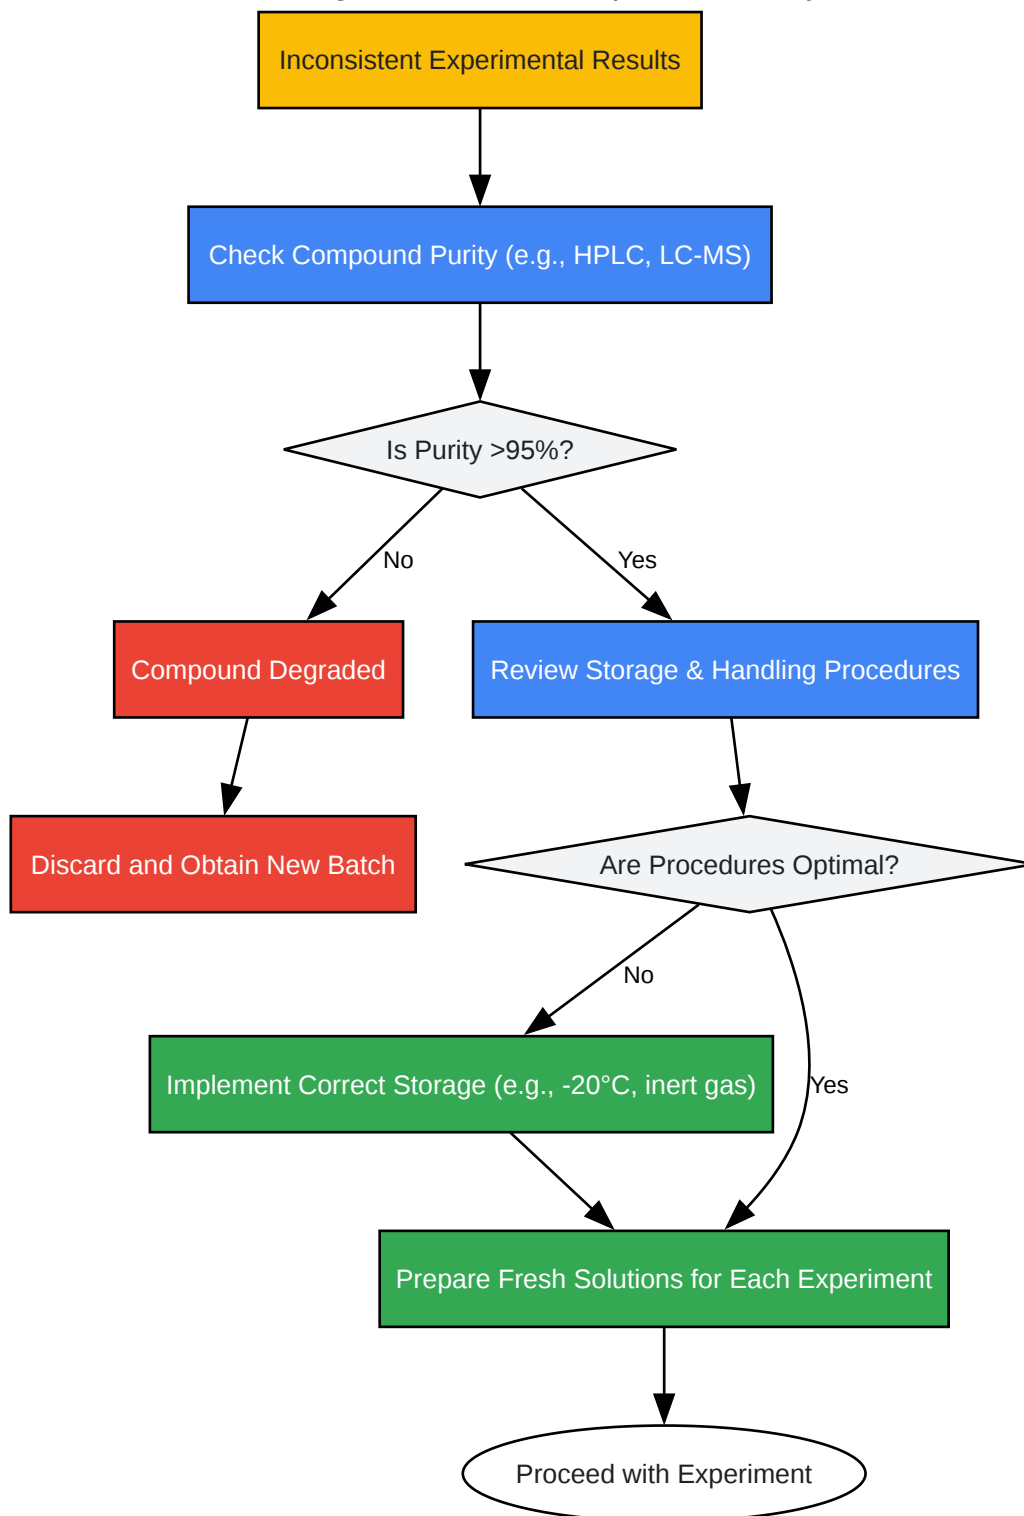 Inconsistent Experimental Results
Check Compound Purity (e.g., HPLC, LC-MS)
Is Purity >95%?
No
Yes
Compound Degraded
Review Storage & Handling Procedures
Discard and Obtain New Batch
Are Procedures Optimal?
No
Implement Correct Storage (e.g., -20°C, inert gas)
Yes
Prepare Fresh Solutions for Each Experiment
Proceed with Experiment